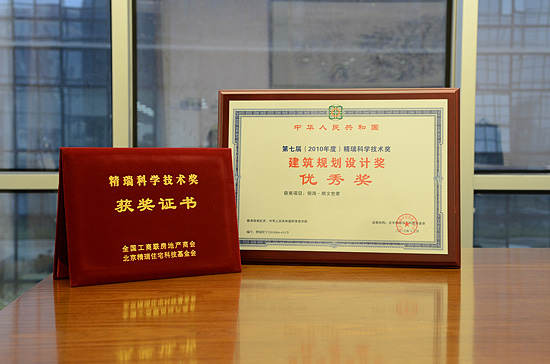 精瑞科学技术奖
获奖证书
全国工商联房地产商会
北京精瑞住宅科技基金会
中华人民共和国
第七届（2010年度）精瑞科学技术奖
建筑规划设计奖
优秀奖